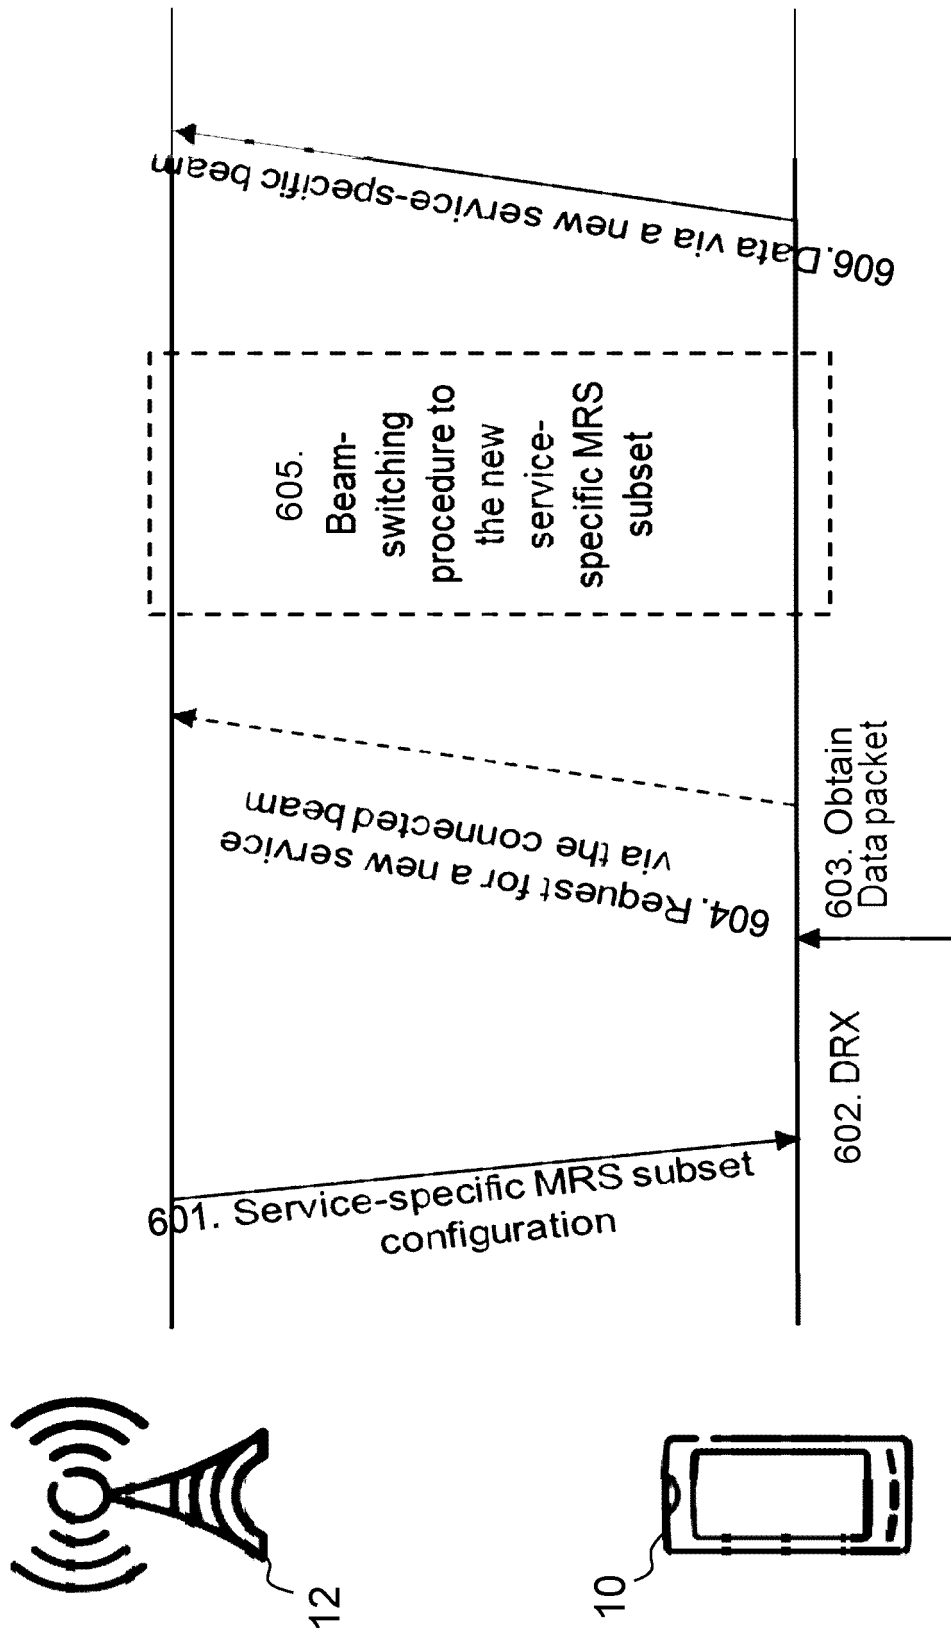 12
10
601. Service-specific MRS subset
configuration
602. DRX
603. Obtain
Data packet
604. Request for a new service
via the connected beam
605.
Beam-
switching
procedure to
the new
service-
specific MRS
subset
606.Data via a new service-specific beam